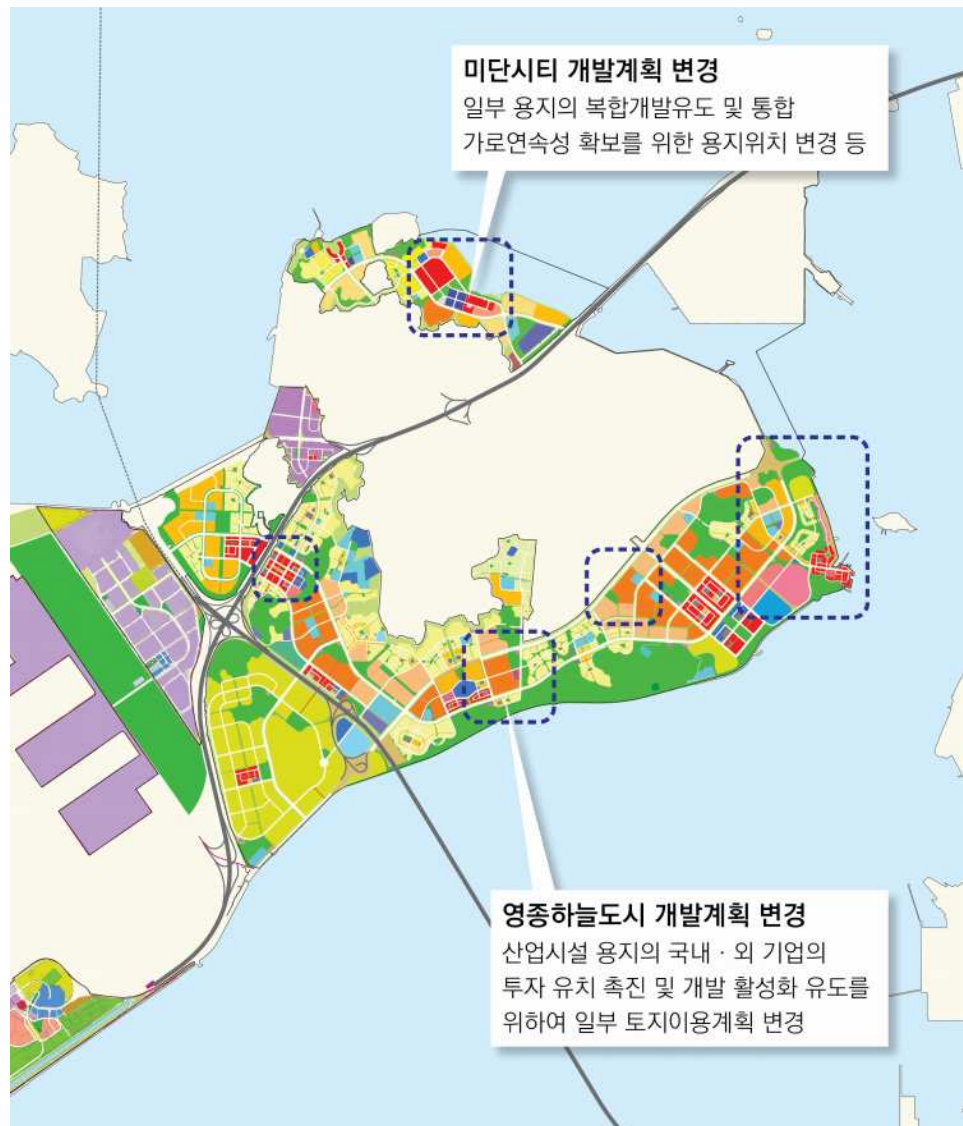 미단시티 개발계획 변경
일부 용지의 복합개발유도 및 통합
가로연속성 확보를 위한 용지위치 변경 등
영종하늘도시 개발계획 변경
산업시설 용지의 국내 · 외 기업의
투자 유치 촉진 및 개발 활성화 유도를
위하여 일부 토지이용계획 변경